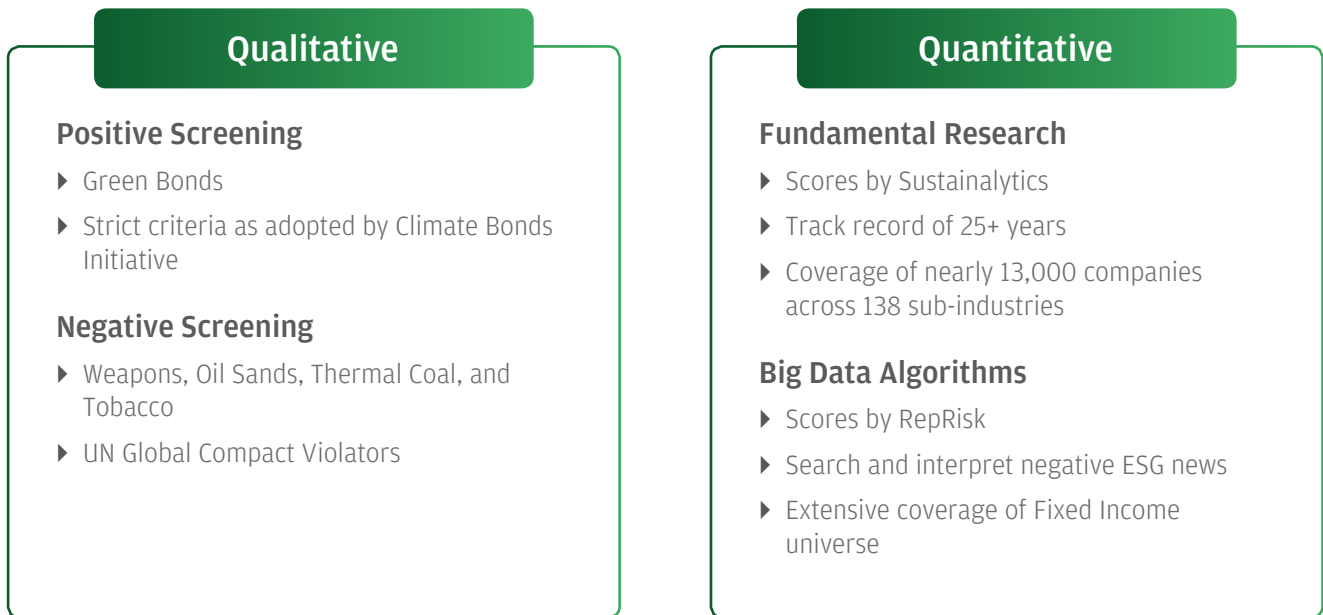 Qualitative
Positive Screening
Green Bonds
Strict criteria as adopted by Climate Bonds
Initiative
Negative Screening
Weapons, Oil Sands, Thermal Coal, and
Tobacco
UN Global Compact Violators
Quantitative
Fundamental Research
Scores by Sustainalytics
Track record of 25+ years
Coverage of nearly 13,000 companies
across 138 sub-industries
Big Data Algorithms
Scores by RepRisk
Search and interpret negative ESG news
Extensive coverage of Fixed Income
universe